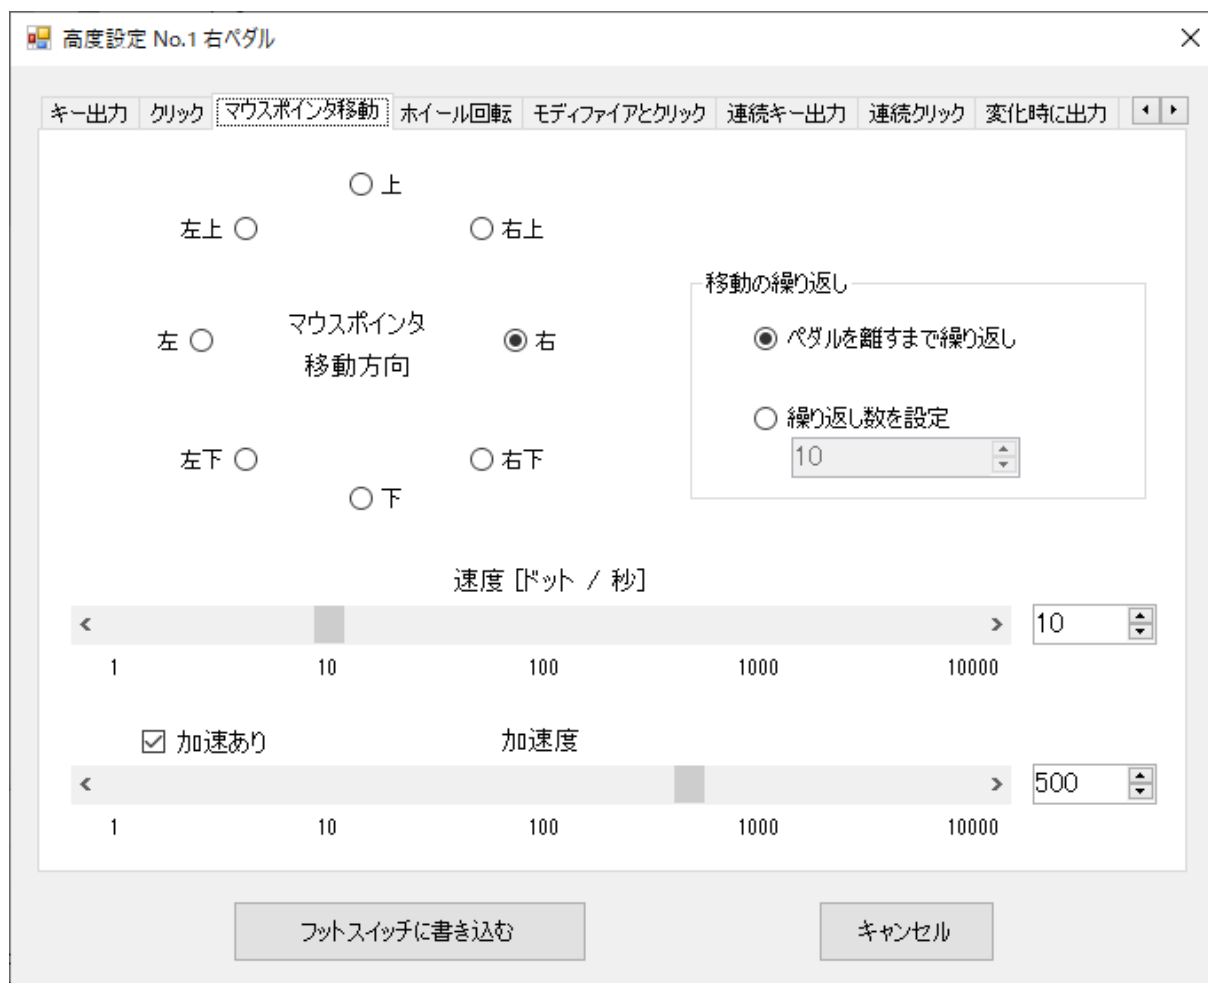 高度設定 No.1 右ペダル
キー出力 クリック マウスポインタ移動 ホイール回転 モディファイアとクリック 連続キー出力 連続クリック 変化時に出力
上
左上 右上
移動の繰り返し
左 マウスポインタ 右
移動方向
ペダルを離すまで繰り返し
繰り返し数を設定
10
左下 右下
下
速度 [ドット / 秒]
10
1 10 100 1000 10000
加速あり 加速度
500
1 10 100 1000 10000
フットスイッチに書き込む キャンセル